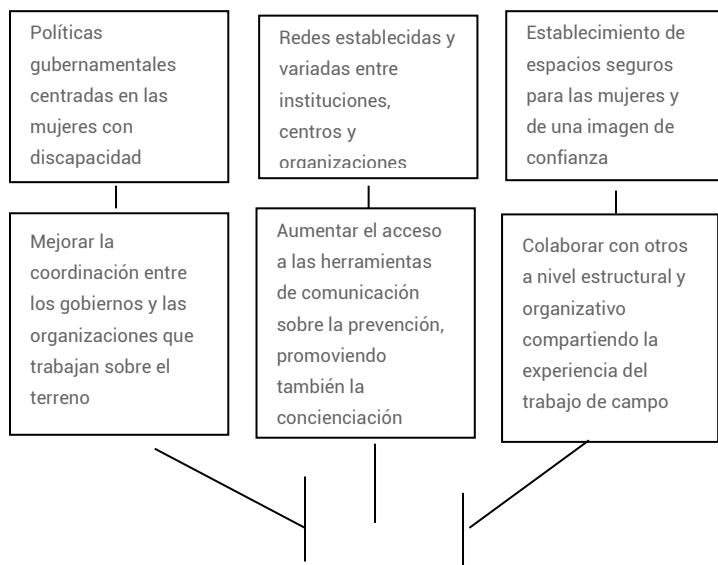 Políticas
gubernamentales
centradas en las
mujeres con
discapacidad
Redes establecidas y
variadas entre
instituciones,
centros y
organizaciones
Establecimiento de
espacios seguros
para las mujeres y
de una imagen de
confianza
Mejorar la
coordinación entre
los gobiernos y las
organizaciones que
trabajan sobre el
terreno
Aumentar el acceso
a las herramientas
de comunicación
sobre la prevención,
promoviendo
también la
concienciación
Colaborar con otros
a nivel estructural y
organizativo
compartiendo la
experiencia del
trabajo de campo